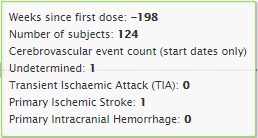 Weeks since first dose: −198
Number of subjects: 124
Cerebrovascular event count (start dates only)
Undetermined: 1
Transient Ischaemic Attack (TIA): 0
Primary Ischemic Stroke: 1
Primary Intracranial Hemorrhage: 0